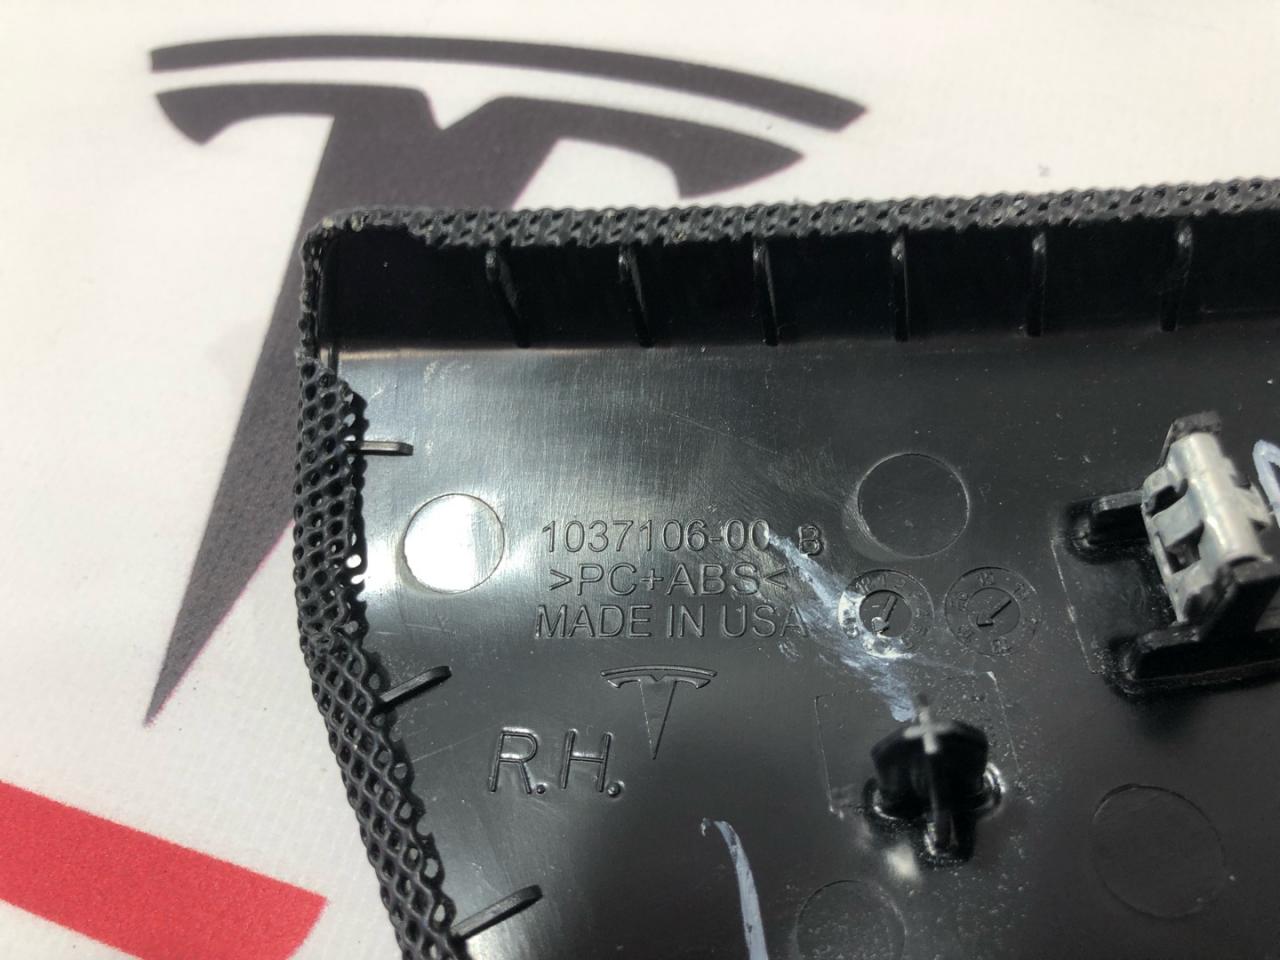 1037106-00 B
>PC+ABS<
MADE IN USA
R.H.